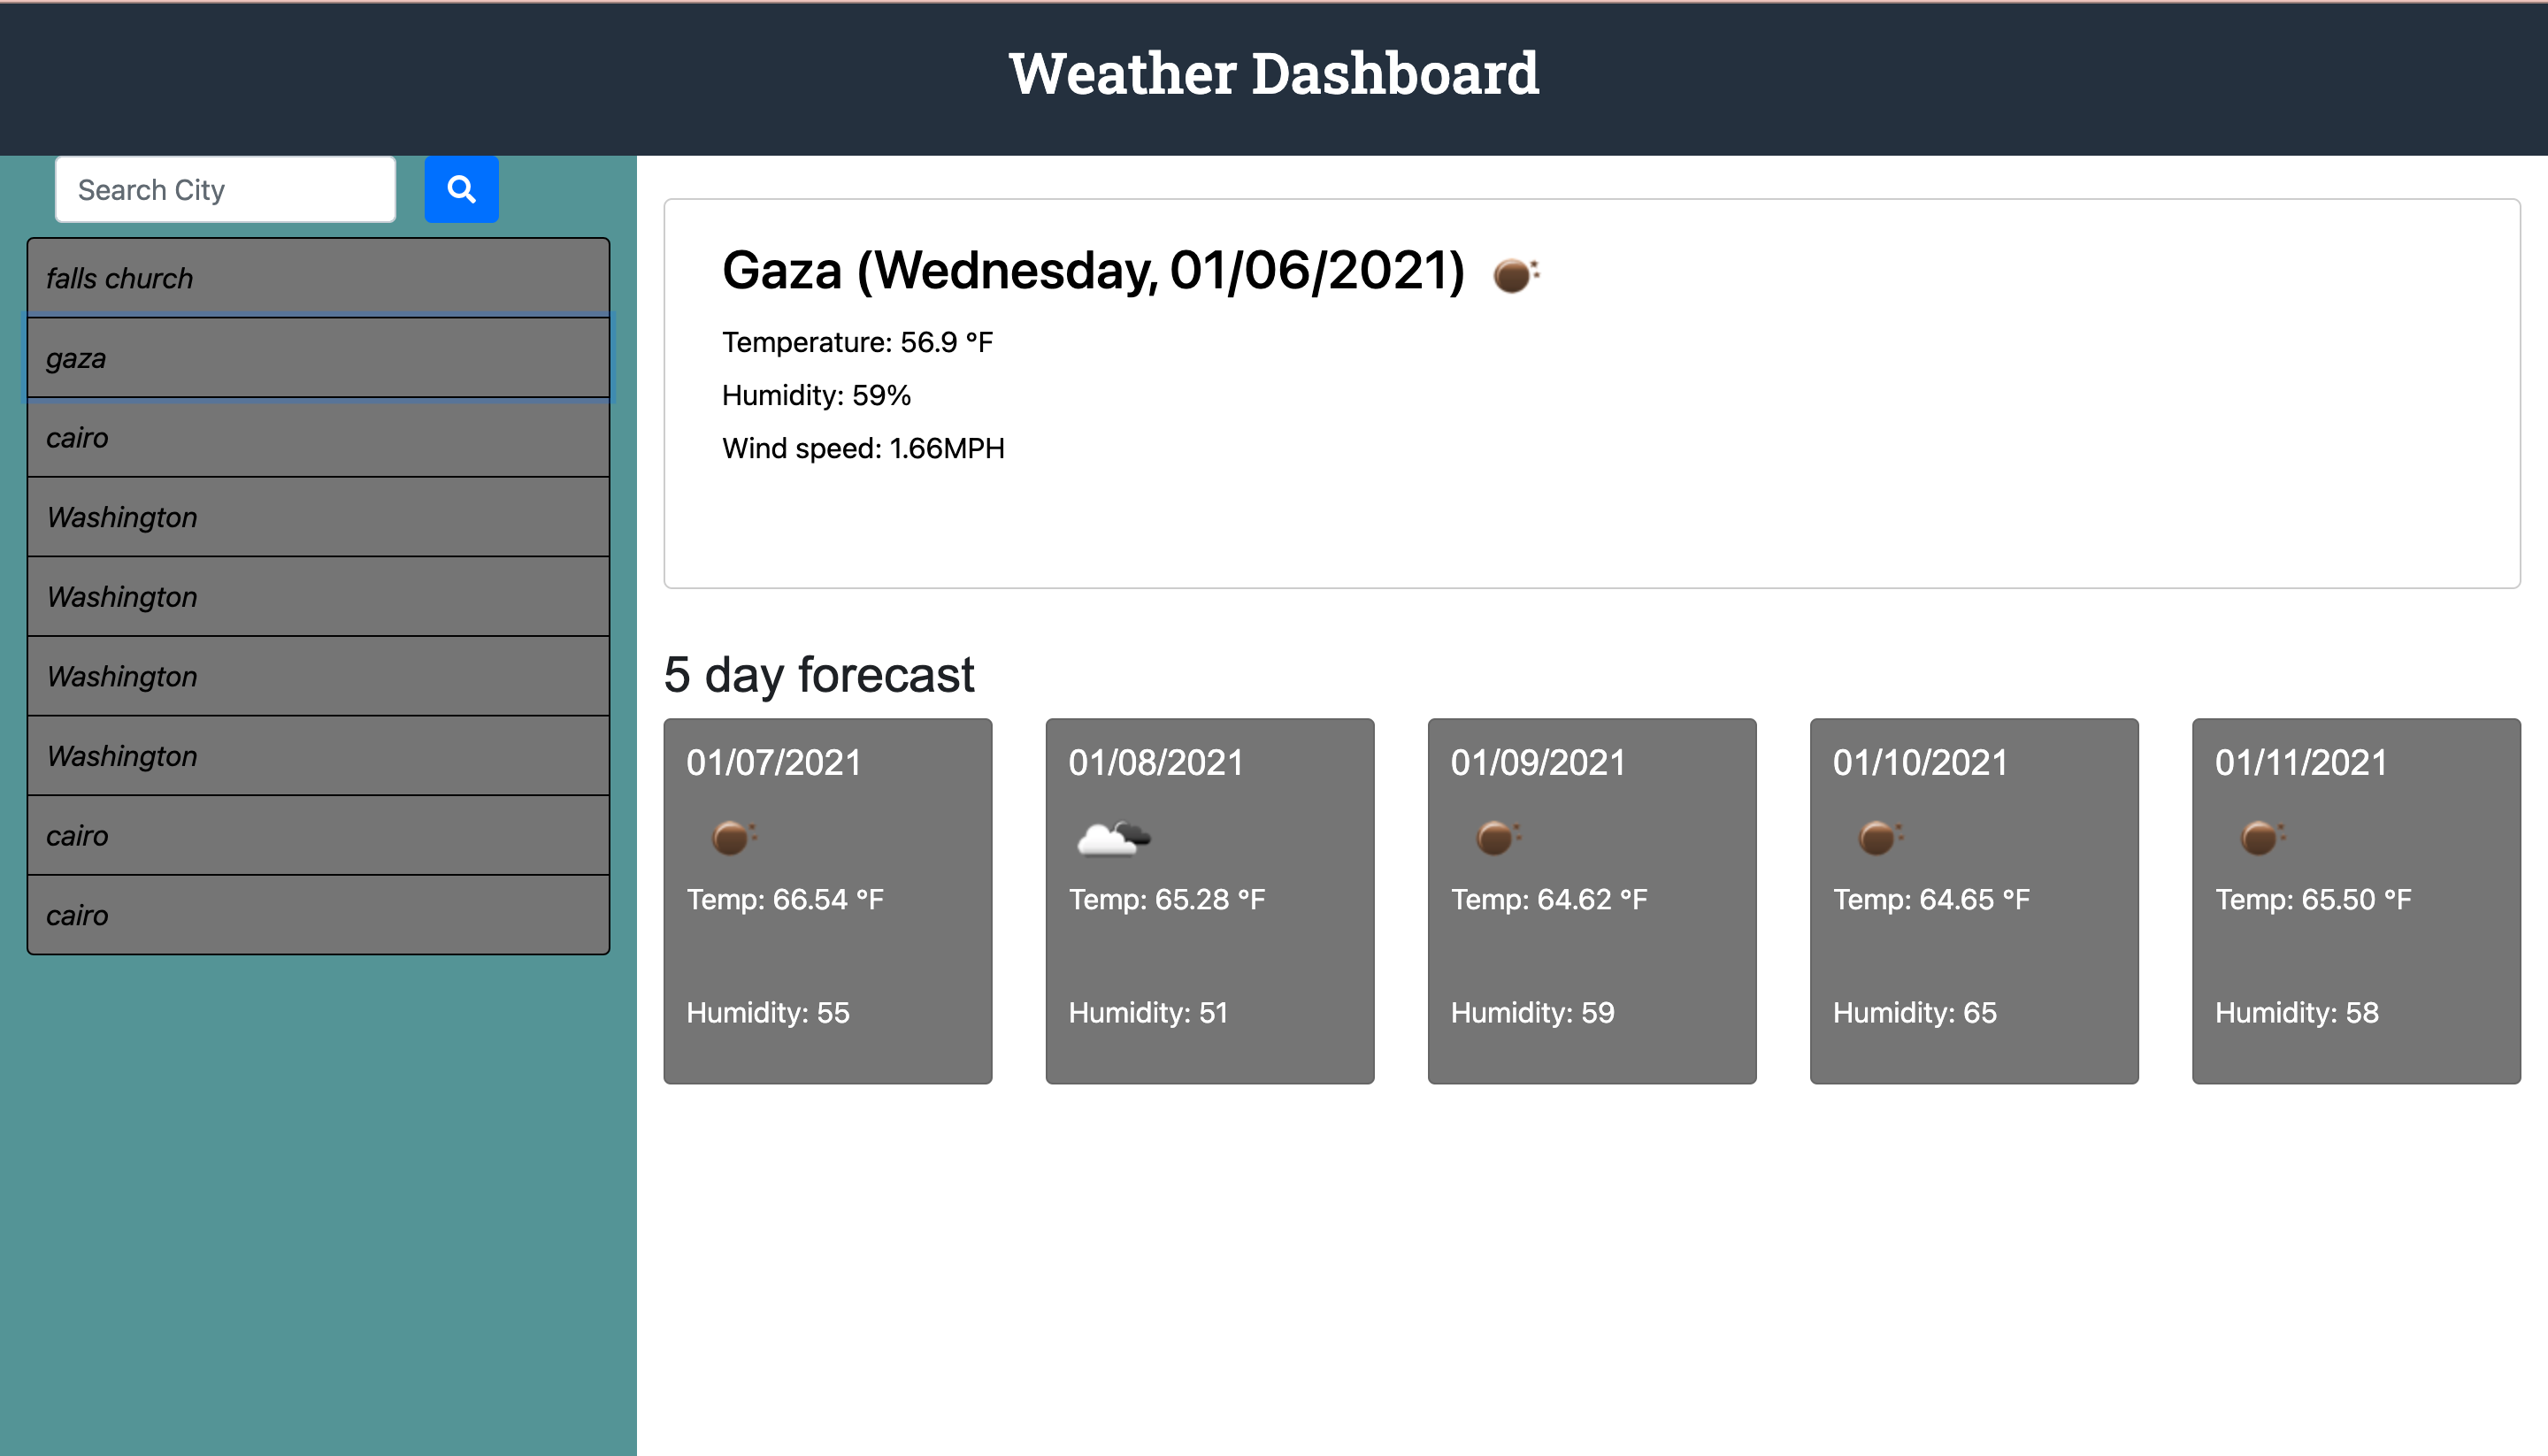 Weather Dashboard
Search City
falls church
gaza
cairo
Washington
Washington
Washington
Washington
cairo
cairo
Gaza (Wednesday, 01/06/2021)
Temperature: 56.9 °F
Humidity: 59%
Wind speed: 1.66MPH
5 day forecast
01/07/2021
Temp: 66.54 °F
Humidity: 55
01/08/2021
Temp: 65.28 °F
Humidity: 51
01/09/2021
Temp: 64.62 °F
Humidity: 59
01/10/2021
Temp: 64.65 °F
Humidity: 65
01/11/2021
Temp: 65.50 °F
Humidity: 58